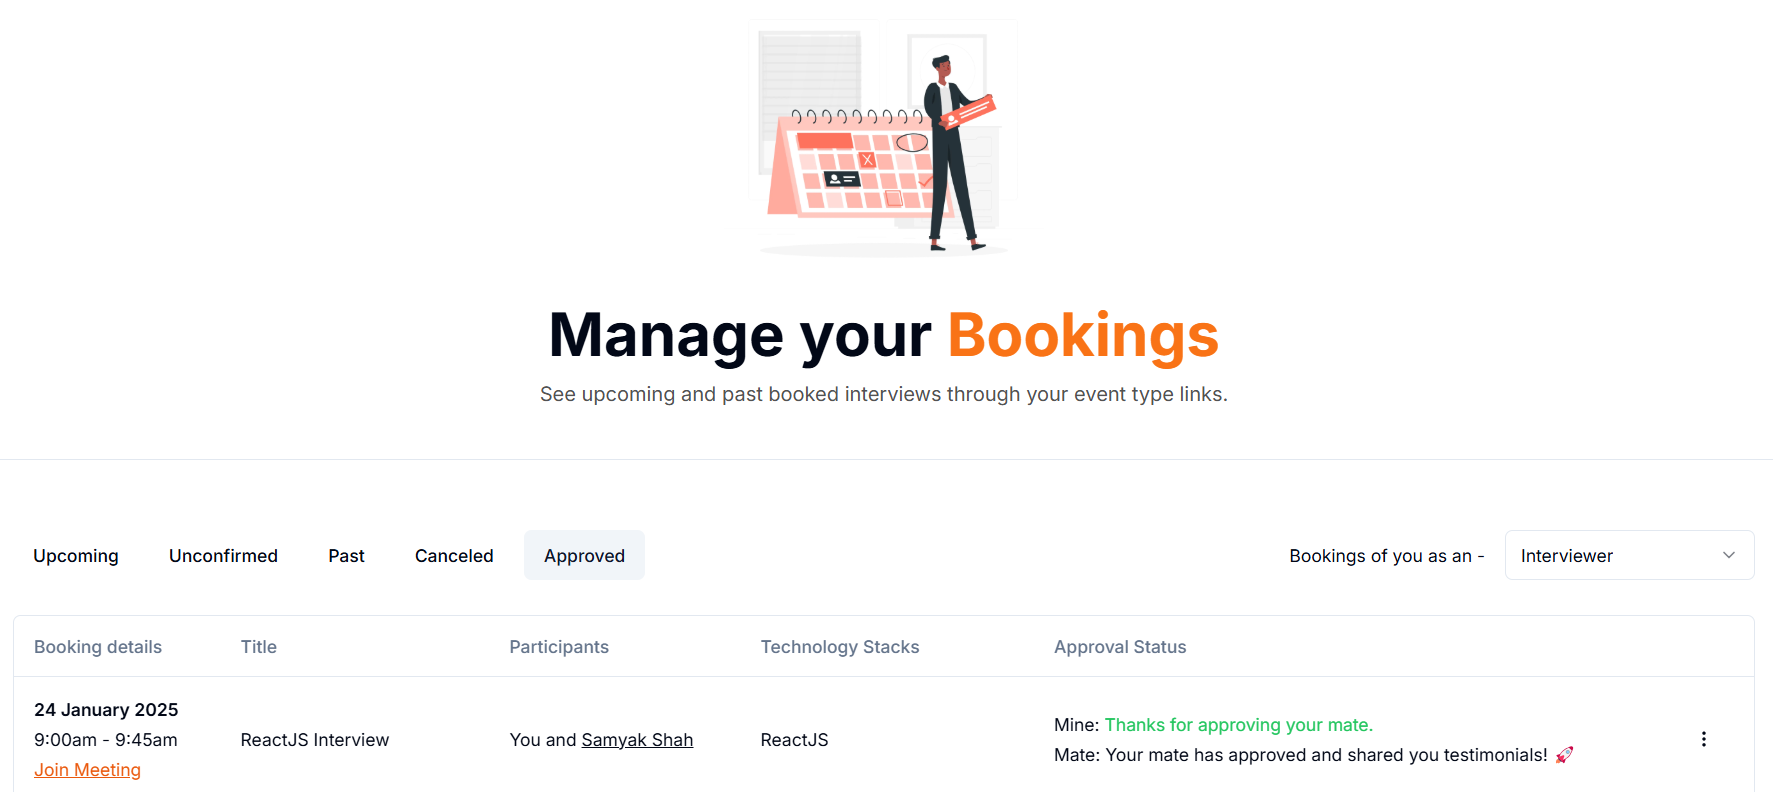 Manage your Bookings
See upcoming and past booked interviews through your event type links.
Upcoming Unconfirmed Past Canceled Approved Bookings of you as an - Interviewer
Booking details Title Participants Technology Stacks Approval Status
24 January 2025
9:00am - 9:45am
Join Meeting
ReactJS Interview
You and Samyak Shah
ReactJS
Mine: Thanks for approving your mate.
Mate: Your mate has approved and shared you testimonials! 🚀